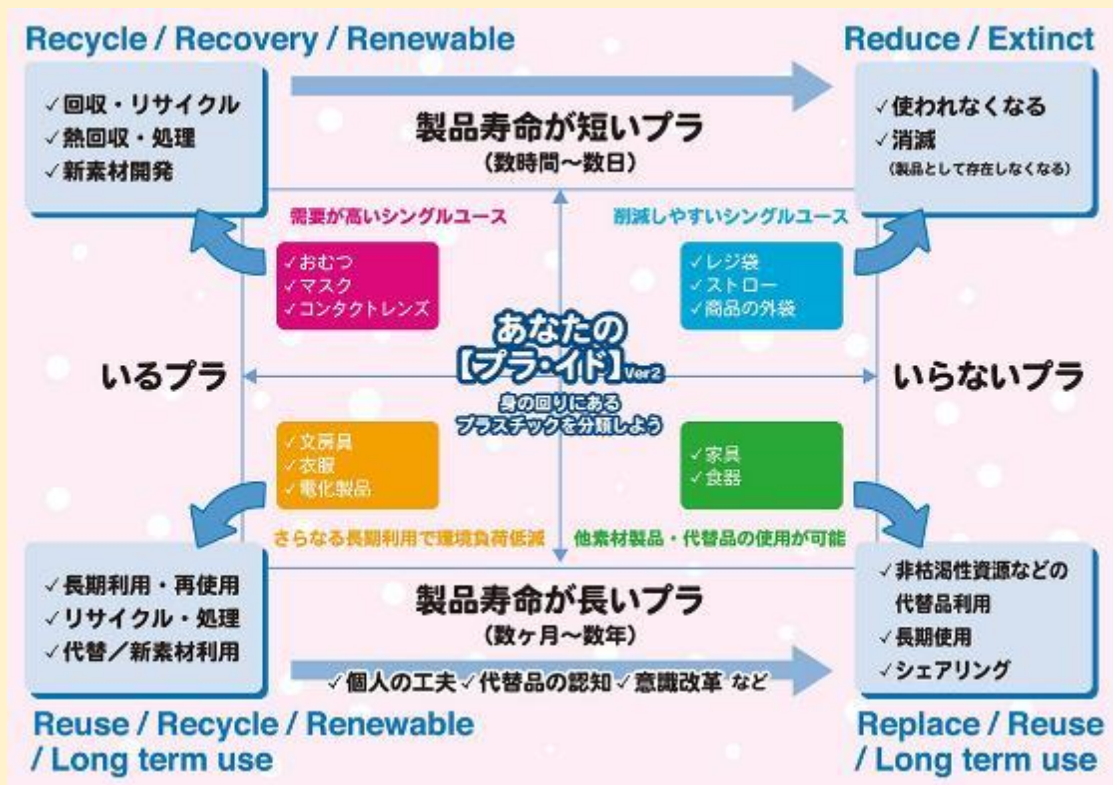 Recycle / Recovery / Renewable
Reduce / Extinct
✓回収・リサイクル
✓熱回収・処理
✓新素材開発
製品寿命が短いプラ
(数時間〜数日)
✓使われなくなる
✓消滅
(製品として存在しなくなる)
需要が高いシングルユース
削減しやすいシングルユース
✓おむつ
✓マスク
✓コンタクトレンズ
✓レジ袋
✓ストロー
✓商品の外袋
いるプラ
あなたの
【プラ・イド】Ver2
身の回りにある
プラスチックを分類しよう
いらないプラ
✓文房具
✓衣服
✓電化製品
✓家具
✓食器
さらなる長期利用で環境負荷低減
他素材製品・代替品の使用が可能
✓長期利用・再使用
✓リサイクル・処理
✓代替／新素材利用
製品寿命が長いプラ
(数ヶ月〜数年)
✓個人の工夫✓代替品の認知✓意識改革 など
✓非枯渇性資源などの
代替品利用
✓長期使用
✓シェアリング
Reuse / Recycle / Renewable
/ Long term use
Replace / Reuse
/ Long term use